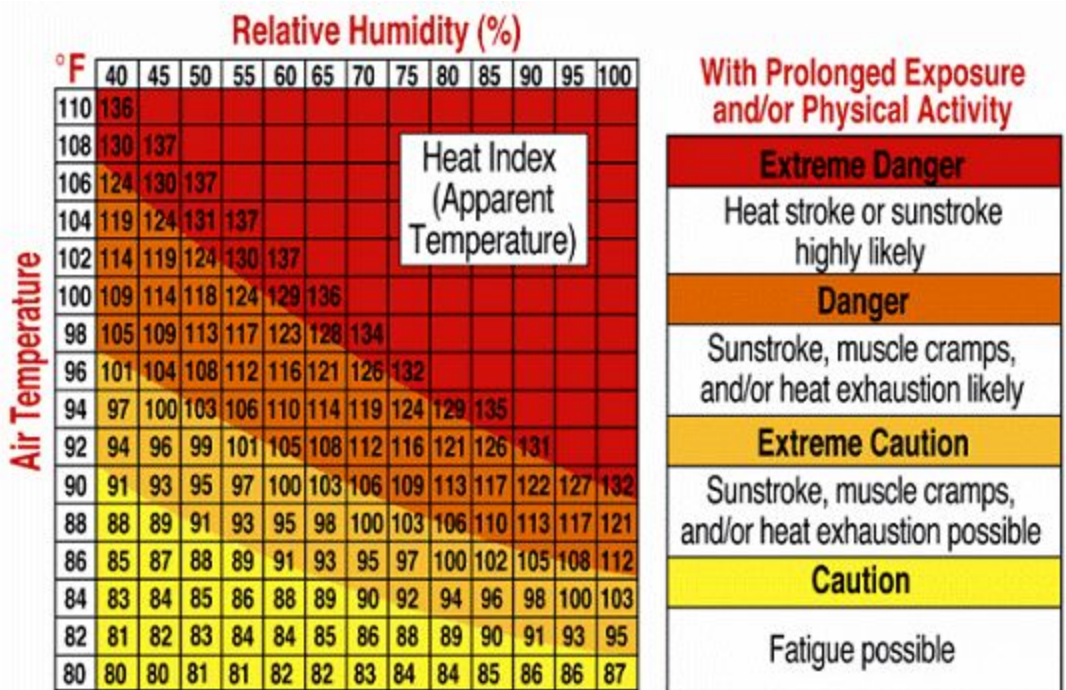 Relative Humidity (%)
°F 40 45 50 55 60 65 70 75 80 85 90 95 100
110 136
108 130 137
106 124 130 137
104 119 124 131 137
102 114 119 124 130 137
100 109 114 118 124 129 136
98 105 109 113 117 123 128 134
96 101 104 108 112 116 121 126 132
94 97 100 103 106 110 114 119 124 129 135
92 94 96 99 101 105 108 112 116 121 126 131
90 91 93 95 97 100 103 106 109 113 117 122 127 132
88 88 89 91 93 95 98 100 103 106 110 113 117 121
86 85 87 88 89 91 93 95 97 100 102 105 108 112
84 83 84 85 86 88 89 90 92 94 96 98 100 103
82 81 82 83 84 84 85 86 88 89 90 91 93 95
80 80 80 81 81 82 82 83 84 84 85 86 86 87
Air Temperature
Heat Index
(Apparent
Temperature)
With Prolonged Exposure
and/or Physical Activity
Extreme Danger
Heat stroke or sunstroke
highly likely
Danger
Sunstroke, muscle cramps,
and/or heat exhaustion likely
Extreme Caution
Sunstroke, muscle cramps,
and/or heat exhaustion possible
Caution
Fatigue possible